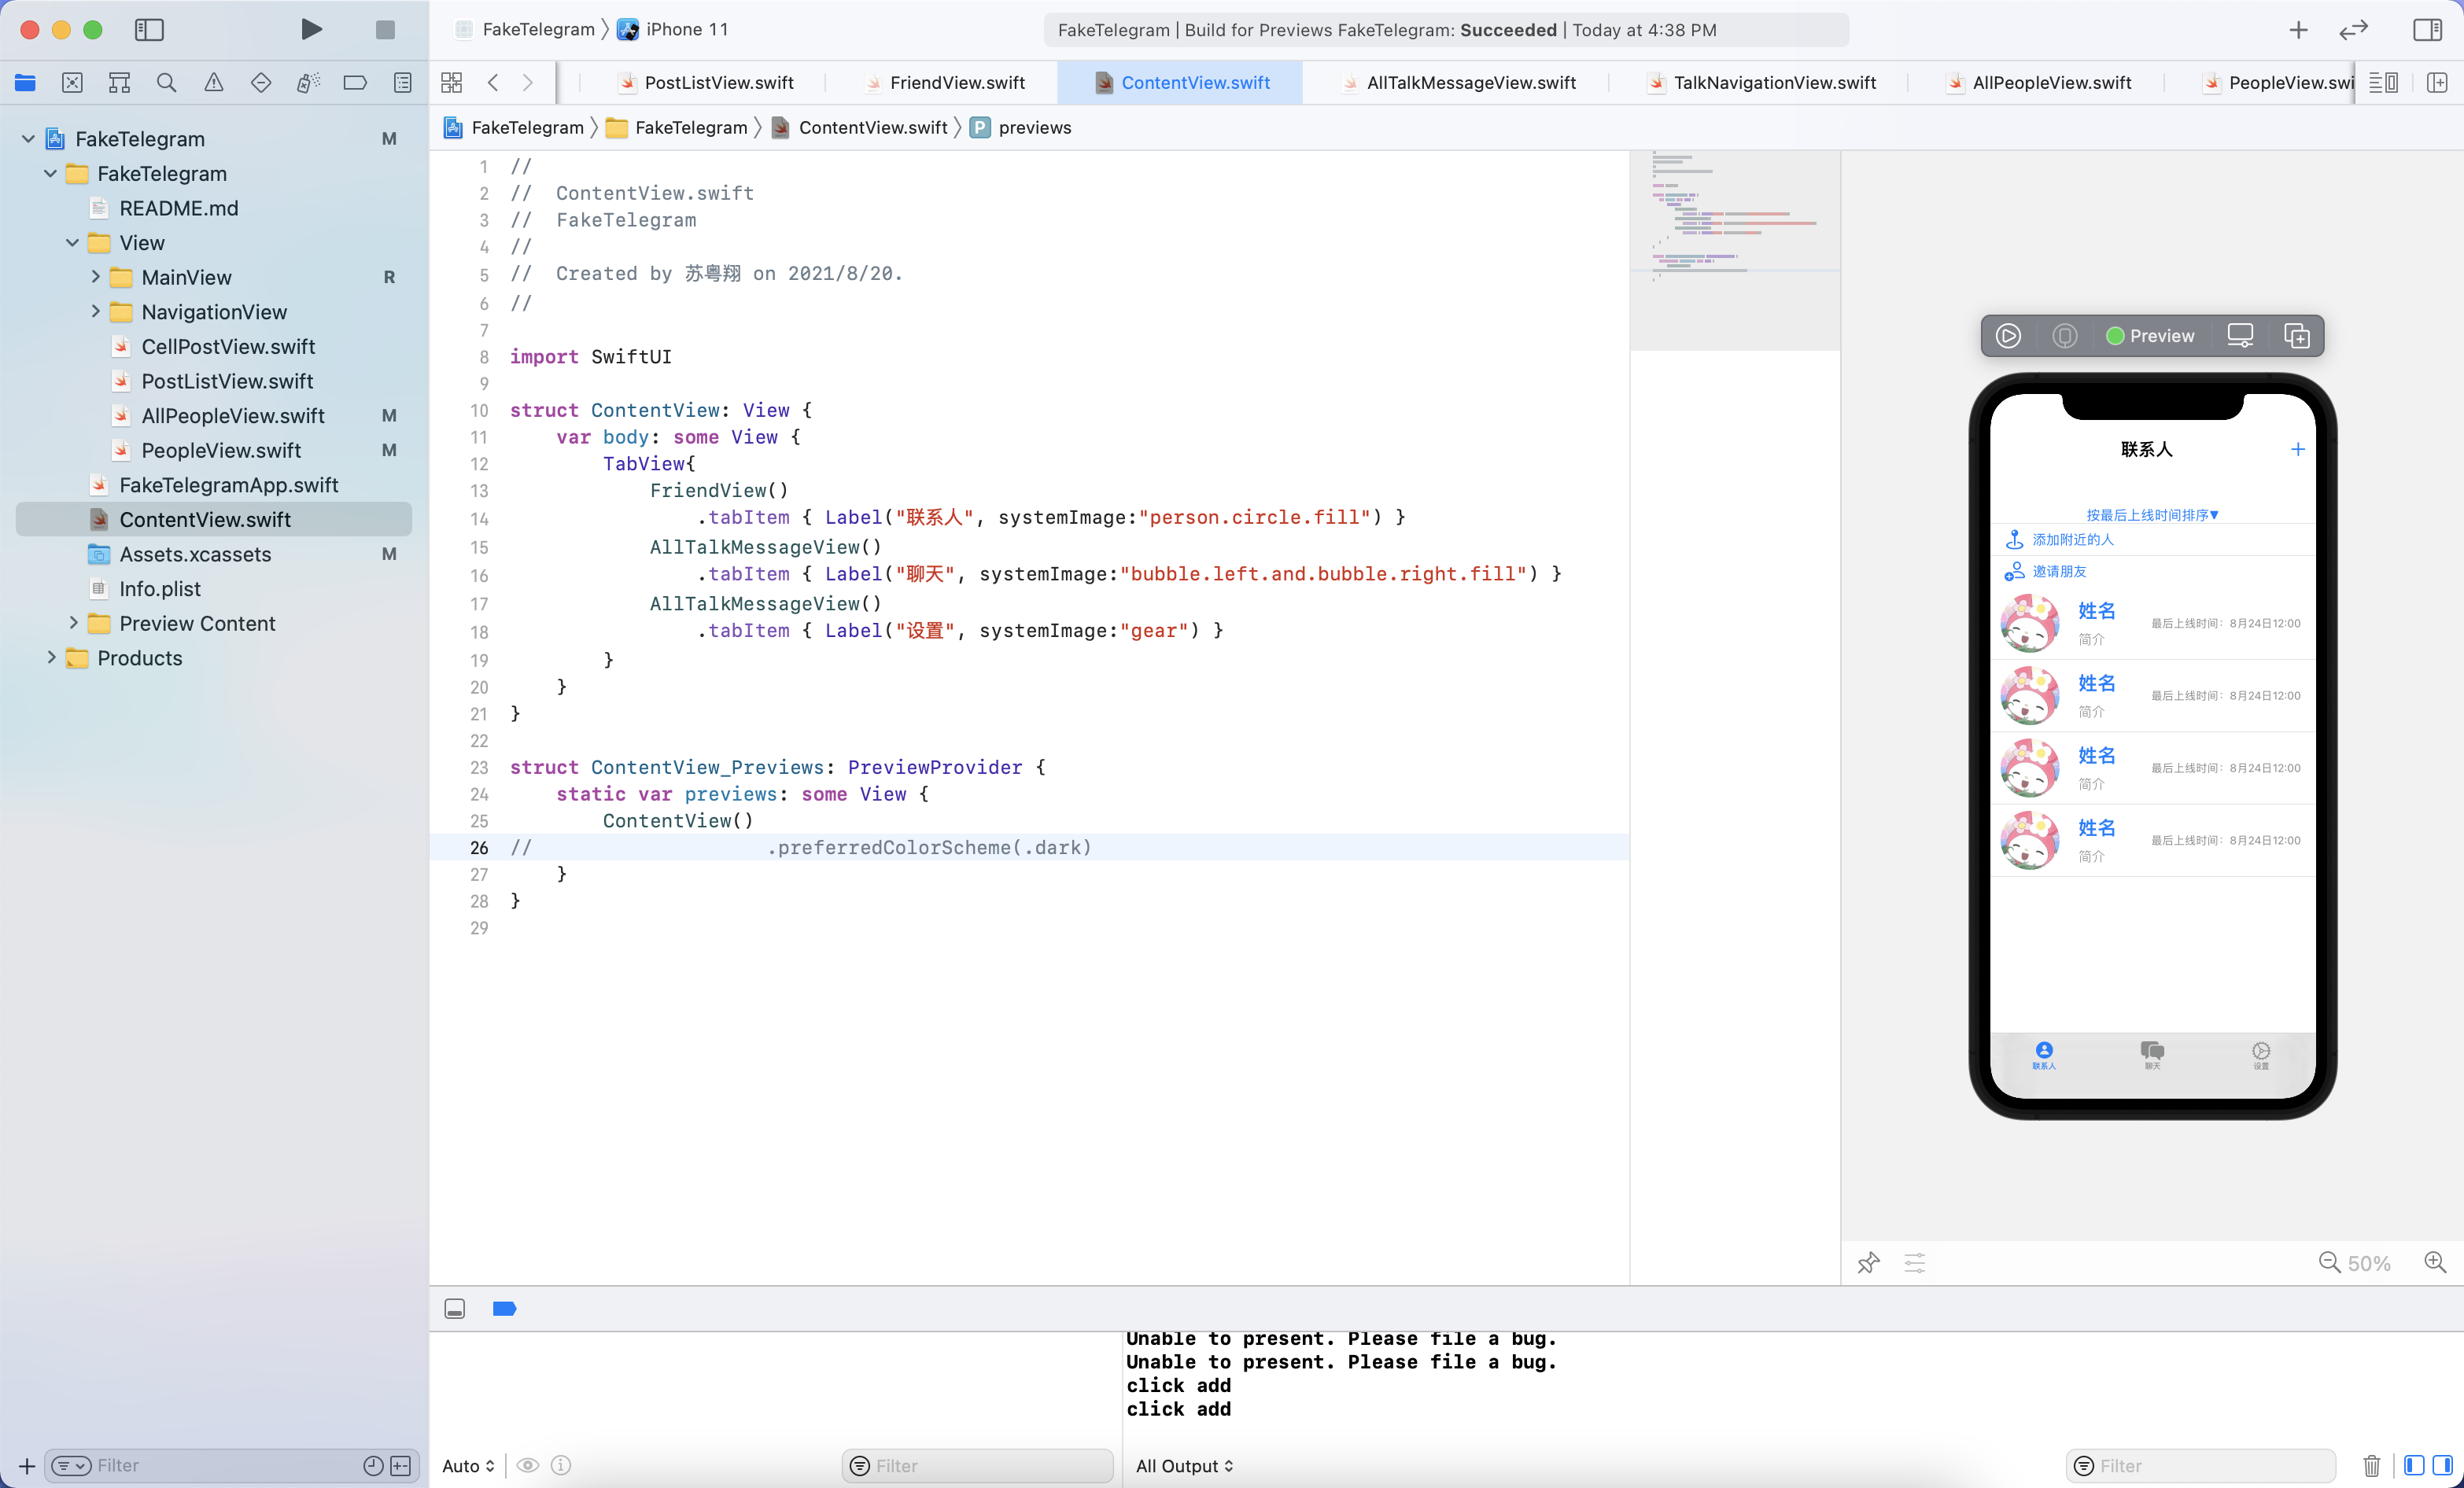 FakeTelegram 〉 iPhone 11
FakeTelegram | Build for Previews FakeTelegram: Succeeded | Today at 4:38 PM
PostListView.swift
FriendView.swift
ContentView.swift
AllTalkMessageView.swift
TalkNavigationView.swift
AllPeopleView.swift
PeopleView.swi
FakeTelegram 〉 FakeTelegram 〉 ContentView.swift 〉 P previews
FakeTelegram M
FakeTelegram
README.md
View
MainView R
NavigationView
CellPostView.swift
PostListView.swift
AllPeopleView.swift M
PeopleView.swift M
FakeTelegramApp.swift
ContentView.swift
Assets.xcassets M
Info.plist
Preview Content
Products
Filter
1 //
2 //  ContentView.swift
3 //  FakeTelegram
4 //
5 //  Created by 苏粤翔 on 2021/8/20.
6 //
7
8 import SwiftUI
9
10 struct ContentView: View {
11     var body: some View {
12         TabView{
13             FriendView()
14                 .tabItem { Label("联系人", systemImage:"person.circle.fill") }
15             AllTalkMessageView()
16                 .tabItem { Label("聊天", systemImage:"bubble.left.and.bubble.right.fill") }
17             AllTalkMessageView()
18                 .tabItem { Label("设置", systemImage:"gear") }
19         }
20     }
21 }
22
23 struct ContentView_Previews: PreviewProvider {
24     static var previews: some View {
25         ContentView()
26 //                    .preferredColorScheme(.dark)
27     }
28 }
29
Preview
联系人 +
按最后上线时间排序▼
添加附近的人
邀请朋友
姓名
最后上线时间：8月24日12:00
简介
姓名
最后上线时间：8月24日12:00
简介
姓名
最后上线时间：8月24日12:00
简介
姓名
最后上线时间：8月24日12:00
简介
联系人 聊天 设置
50%
Unable to present. Please file a bug.
Unable to present. Please file a bug.
click add
click add
Auto
Filter
All Output
Filter